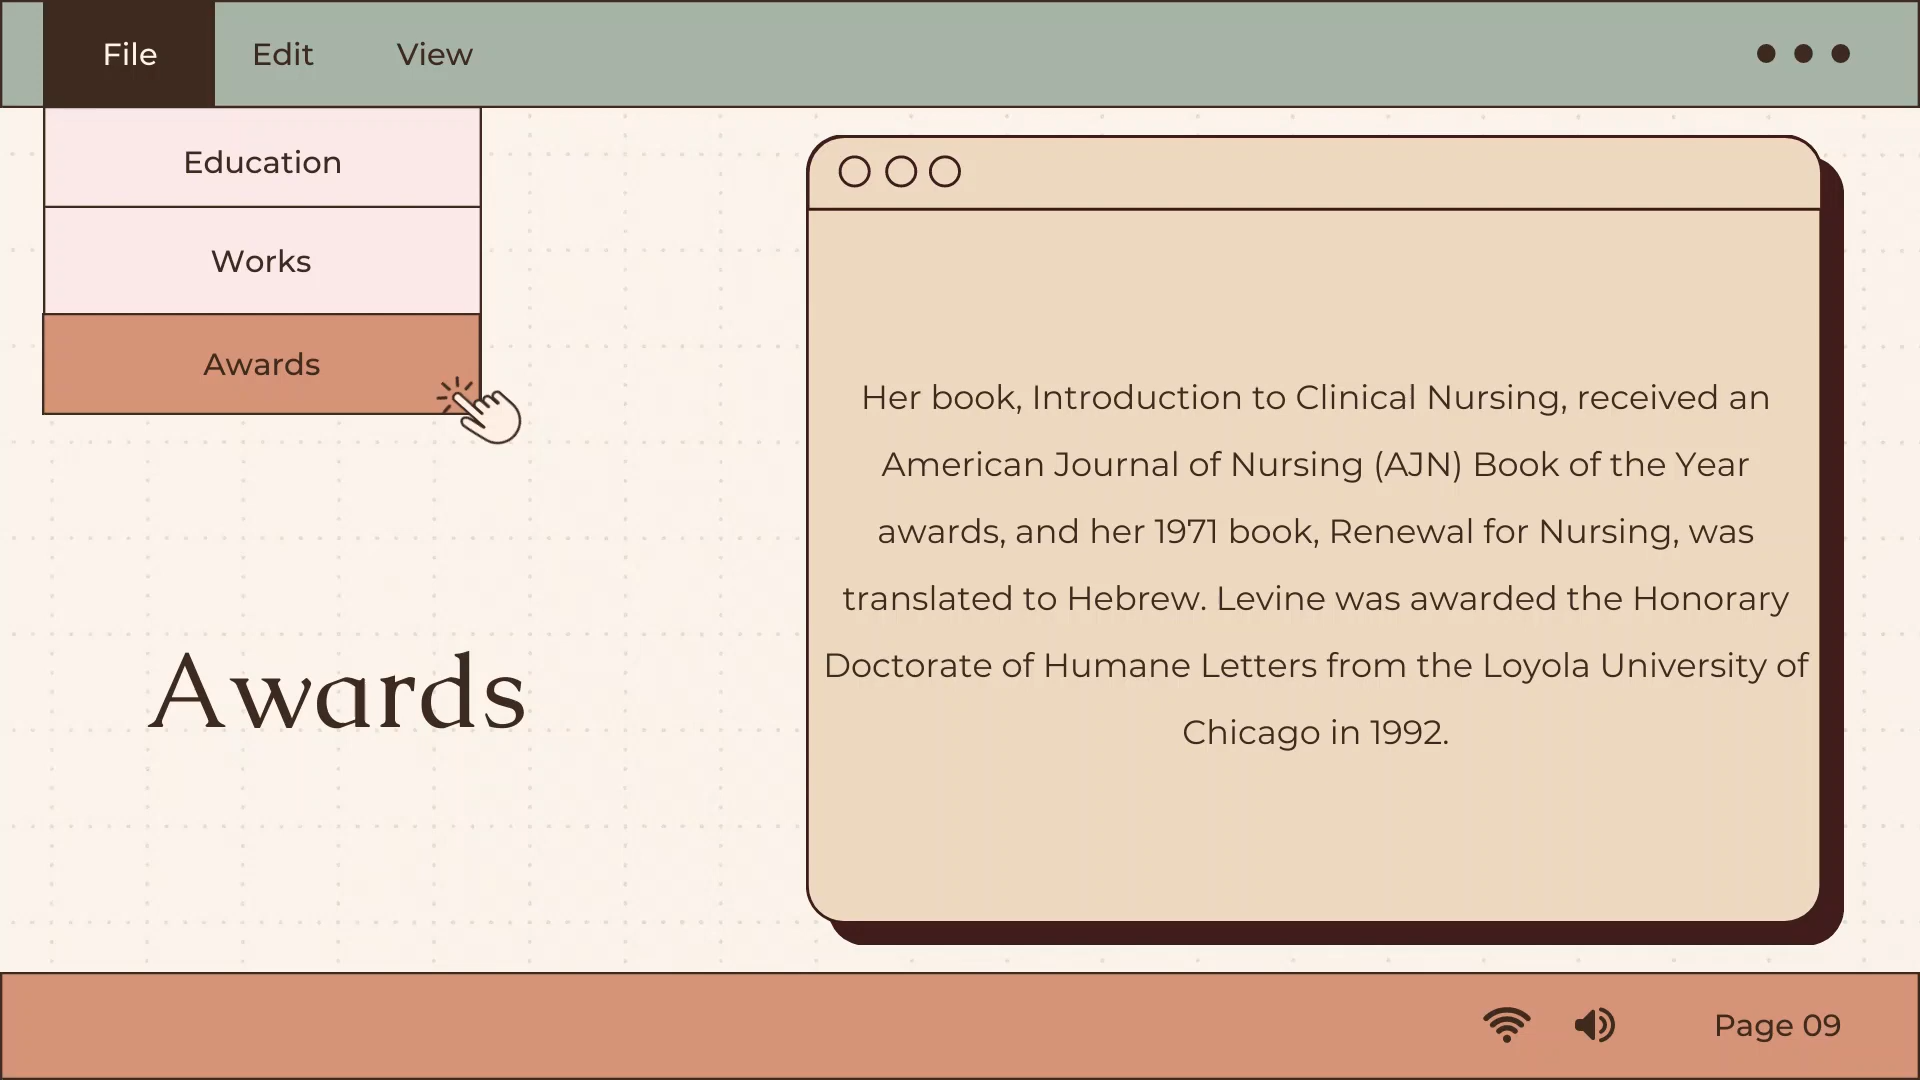 File Edit View
Education
Works
Awards
Her book, Introduction to Clinical Nursing, received an
American Journal of Nursing (AJN) Book of the Year
awards, and her 1971 book, Renewal for Nursing, was
translated to Hebrew. Levine was awarded the Honorary
Doctorate of Humane Letters from the Loyola University of
Chicago in 1992.
Awards
Page 09